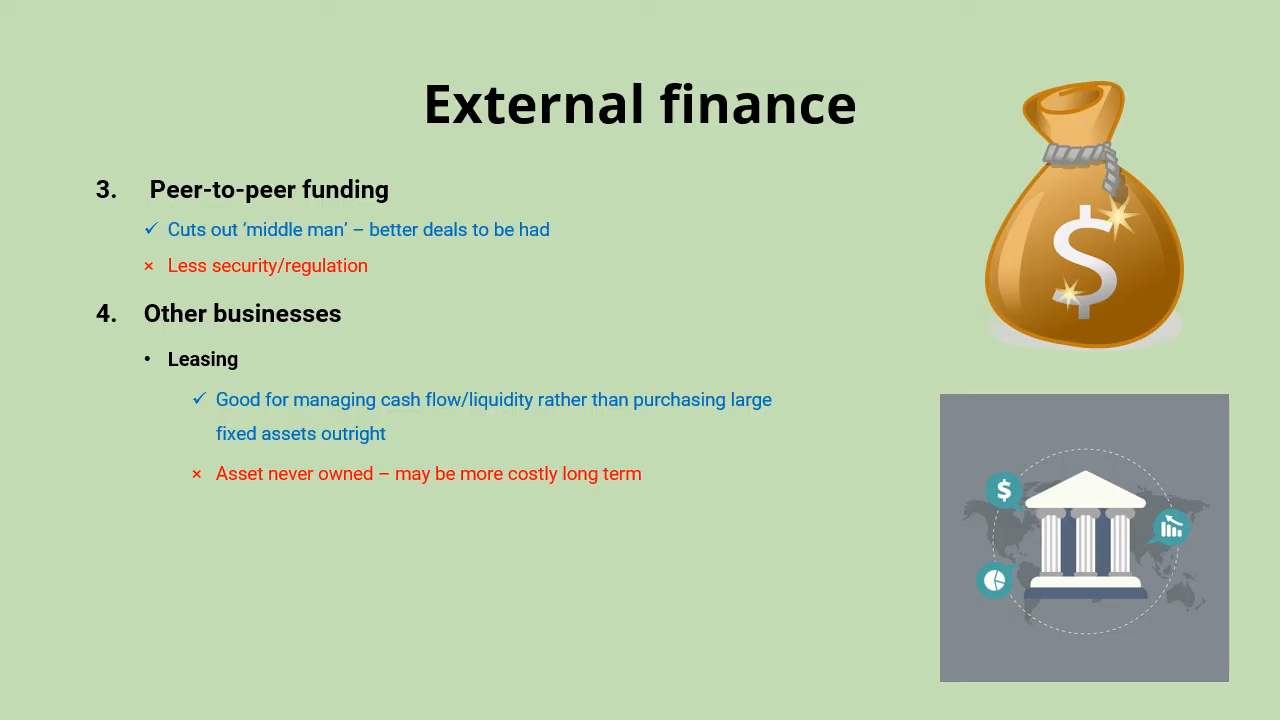 External finance
3. Peer-to-peer funding
✓ Cuts out ‘middle man’ – better deals to be had
× Less security/regulation
4. Other businesses
• Leasing
✓ Good for managing cash flow/liquidity rather than purchasing large
fixed assets outright
× Asset never owned – may be more costly long term
$
$